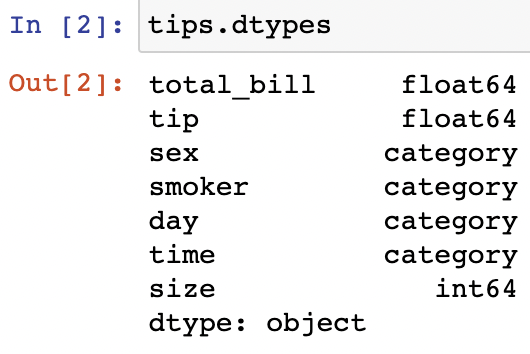 In [2]: tips.dtypes
Out[2]: total_bill float64
tip float64
sex category
smoker category
day category
time category
size int64
dtype: object